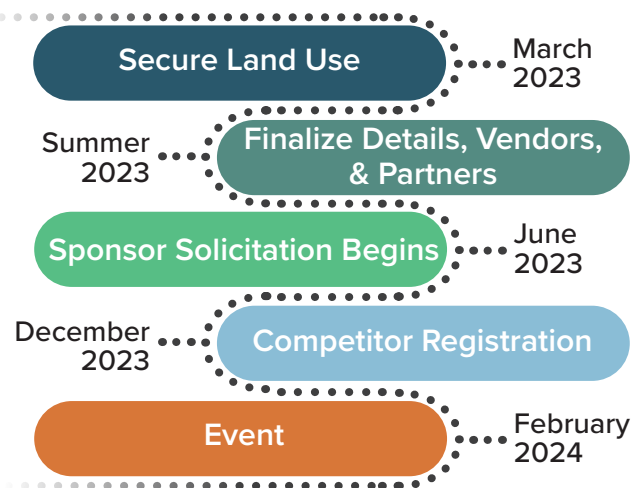 Secure Land Use
March
2023
Summer
2023
Finalize Details, Vendors,
& Partners
Sponsor Solicitation Begins
June
2023
December
2023
Competitor Registration
Event
February
2024